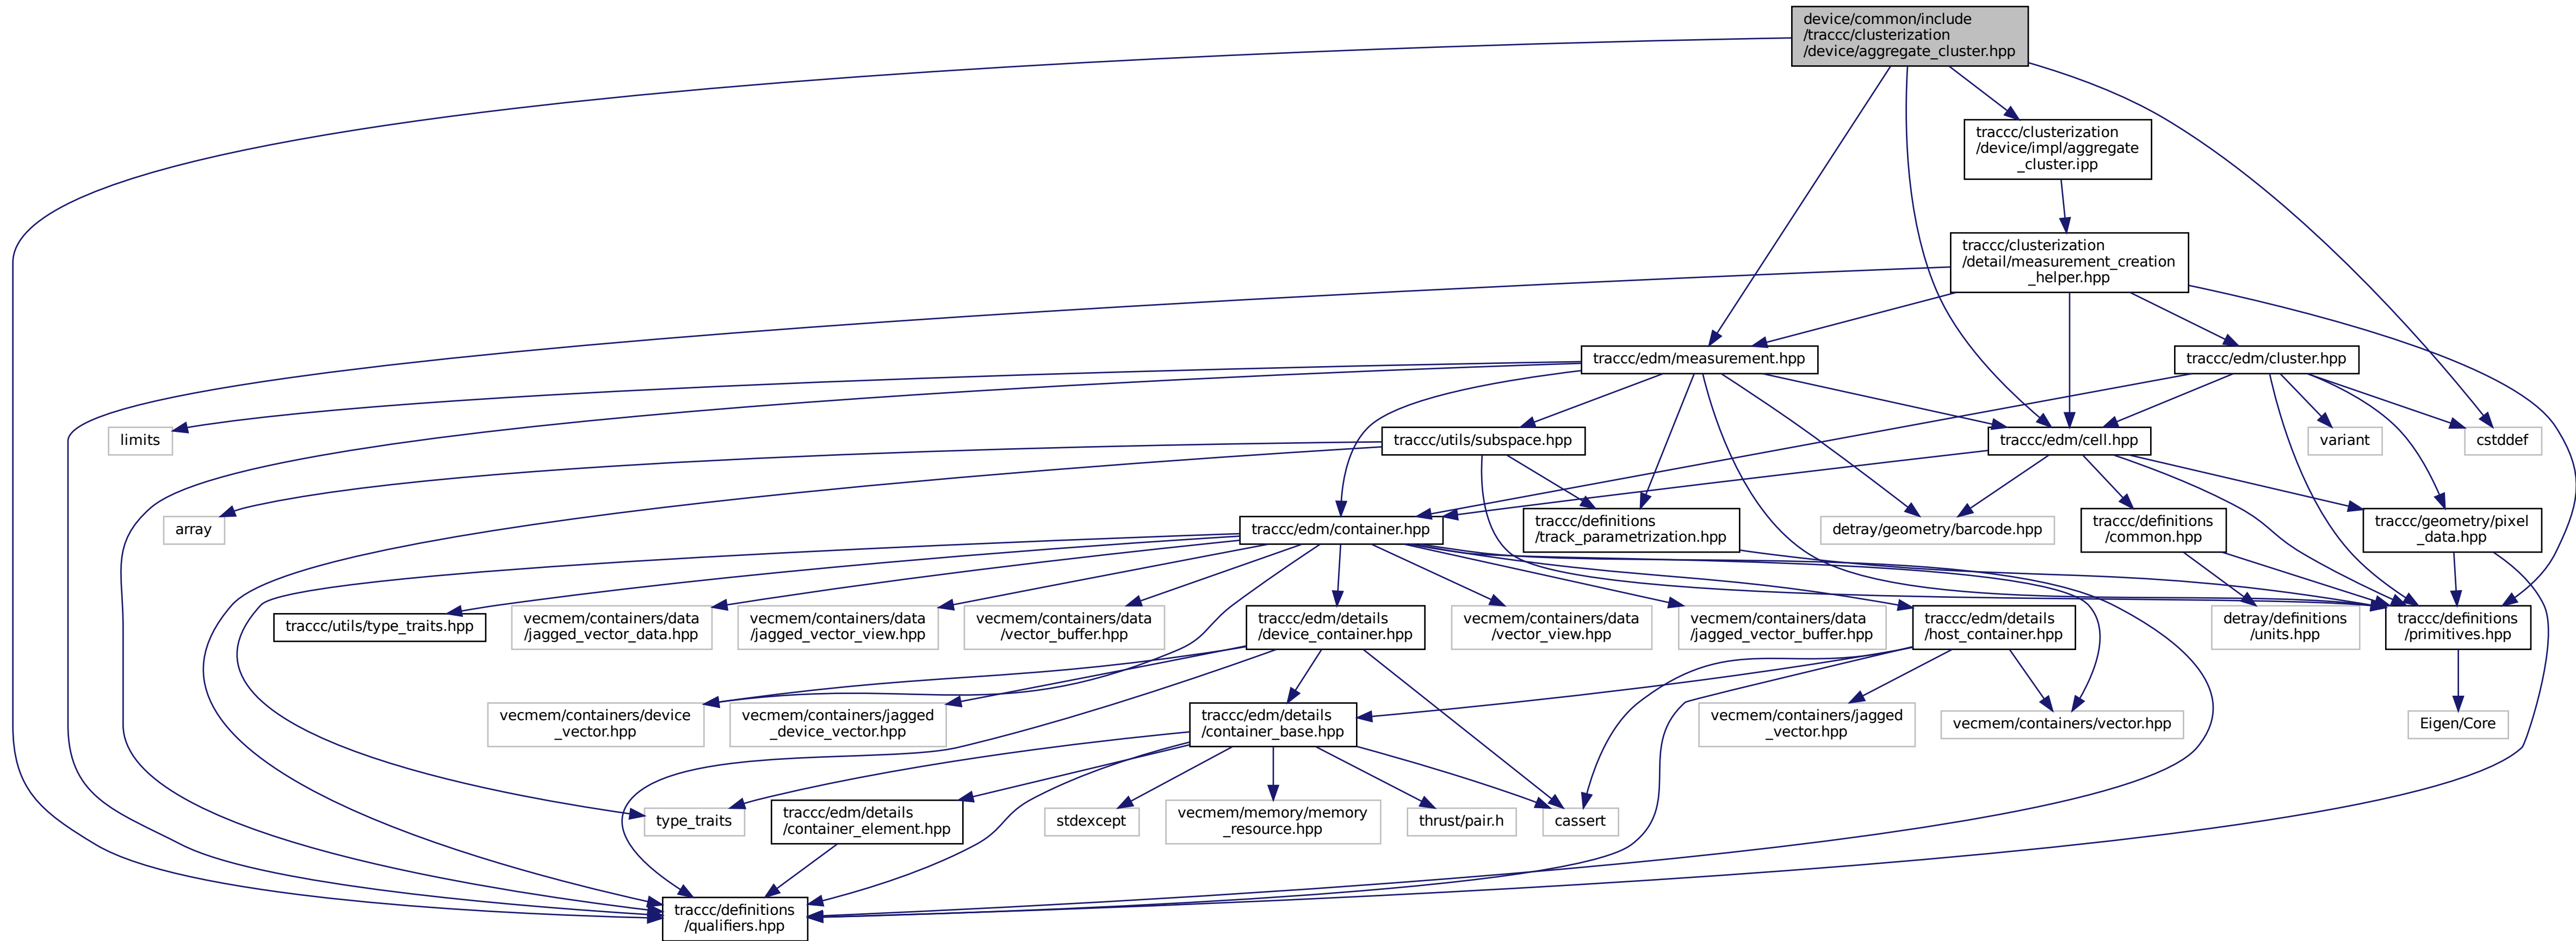 device/common/include
/traccc/clusterization
/device/aggregate_cluster.hpp
traccc/clusterization
/device/impl/aggregate
_cluster.ipp
traccc/clusterization
/detail/measurement_creation
_helper.hpp
traccc/edm/measurement.hpp
traccc/edm/cluster.hpp
limits
traccc/utils/subspace.hpp
traccc/edm/cell.hpp
variant
cstddef
array
traccc/edm/container.hpp
traccc/definitions
/track_parametrization.hpp
detray/geometry/barcode.hpp
traccc/definitions
/common.hpp
traccc/geometry/pixel
_data.hpp
traccc/utils/type_traits.hpp
vecmem/containers/data
/jagged_vector_data.hpp
vecmem/containers/data
/jagged_vector_view.hpp
vecmem/containers/data
/vector_buffer.hpp
traccc/edm/details
/device_container.hpp
vecmem/containers/data
/vector_view.hpp
vecmem/containers/data
/jagged_vector_buffer.hpp
traccc/edm/details
/host_container.hpp
detray/definitions
/units.hpp
traccc/definitions
/primitives.hpp
vecmem/containers/device
_vector.hpp
vecmem/containers/jagged
_device_vector.hpp
traccc/edm/details
/container_base.hpp
vecmem/containers/jagged
_vector.hpp
vecmem/containers/vector.hpp
Eigen/Core
type_traits
traccc/edm/details
/container_element.hpp
stdexcept
vecmem/memory/memory
_resource.hpp
thrust/pair.h
cassert
traccc/definitions
/qualifiers.hpp